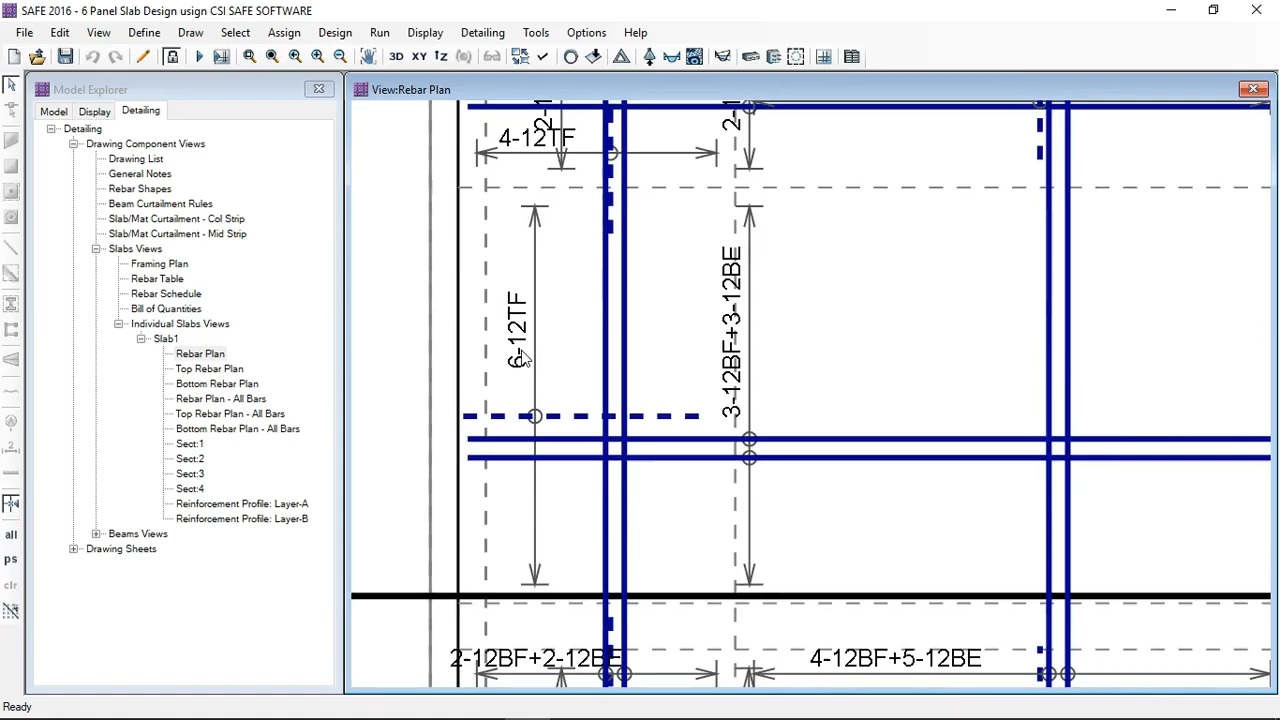 SAFE 2016 - 6 Panel Slab Design usign CSI SAFE SOFTWARE
File Edit View Define Draw Select Assign Design Run Display Detailing Tools Options Help
3D XY
Model Explorer
Model Display Detailing
Detailing
Drawing Component Views
Drawing List
General Notes
Rebar Shapes
Beam Curtailment Rules
Slab/Mat Curtailment - Col Strip
Slab/Mat Curtailment - Mid Strip
Slabs Views
Framing Plan
Rebar Table
Rebar Schedule
Bill of Quantities
Individual Slabs Views
Slab1
Rebar Plan
Top Rebar Plan
Bottom Rebar Plan
Rebar Plan - All Bars
Top Rebar Plan - All Bars
Bottom Rebar Plan - All Bars
Sect:1
Sect:2
Sect:3
Sect:4
Reinforcement Profile: Layer-A
Reinforcement Profile: Layer-B
Beams Views
Drawing Sheets
all
ps
clr
View:Rebar Plan
4-12TF
6-12TF
3-12BF+3-12BE
2-12BF+2-12BE
4-12BF+5-12BE
Ready